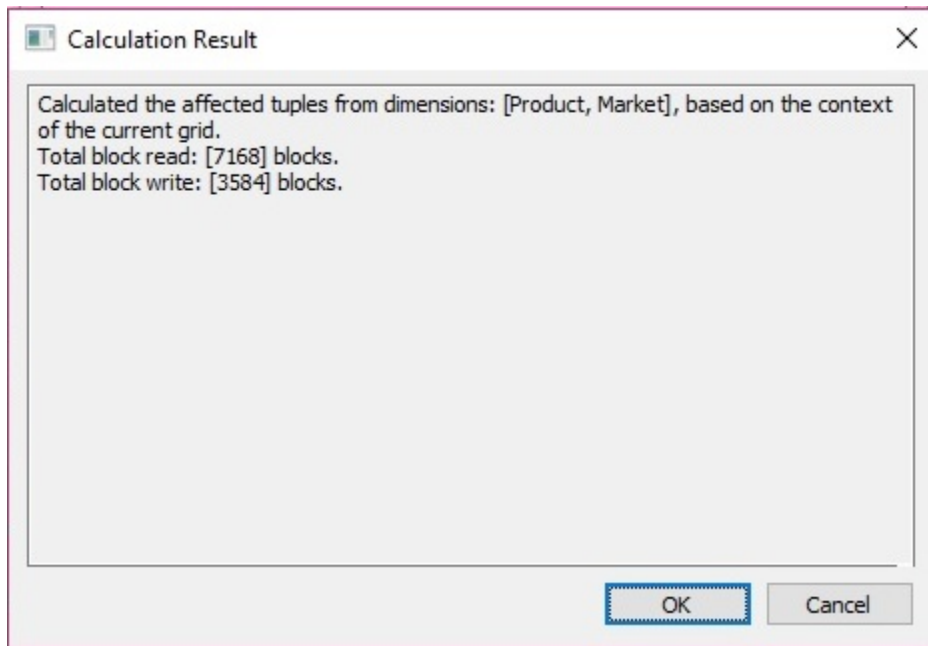 Calculation Result
Calculated the affected tuples from dimensions: [Product, Market], based on the context
of the current grid.
Total block read: [7168] blocks.
Total block write: [3584] blocks.
OK
Cancel